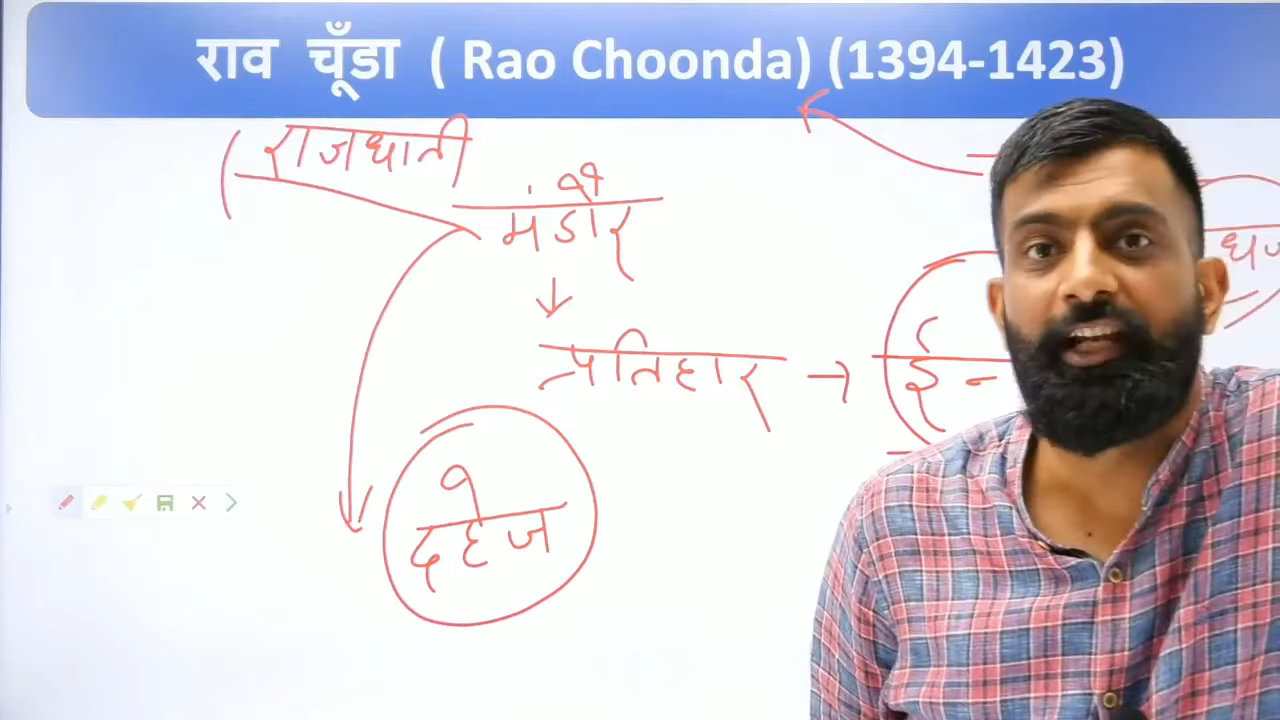 राव चूँडा ( Rao Choonda) (1394-1423)
राजधानी
मंडौर
प्रतिहार → ई -
दहेज